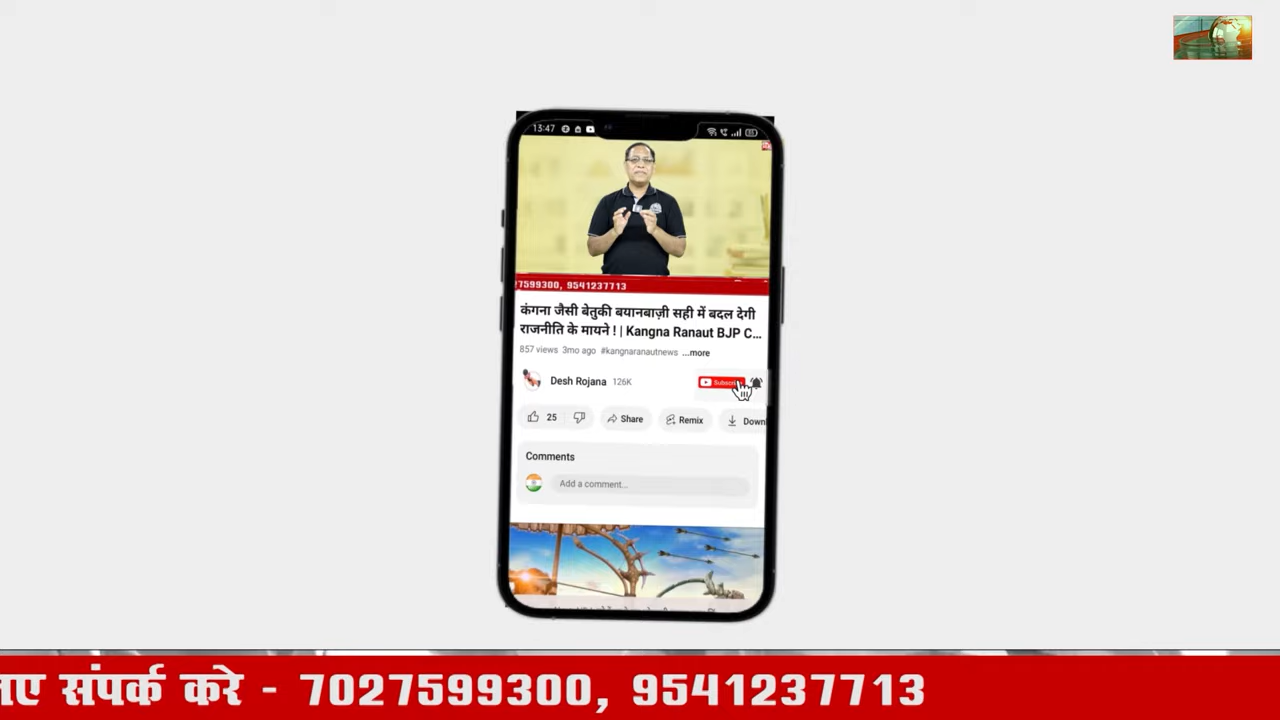 13:47
7599300, 9541237713
कंगना जैसी बेतुकी बयानबाज़ी सही में बदल देगी
राजनीति के मायने ! | Kangna Ranaut BJP C...
857 views 3mo ago #kangnaranautnews ...more
Desh Rojana 126K
25 Share Remix Down
Comments
Add a comment...
संपर्क करे - 7027599300, 9541237713